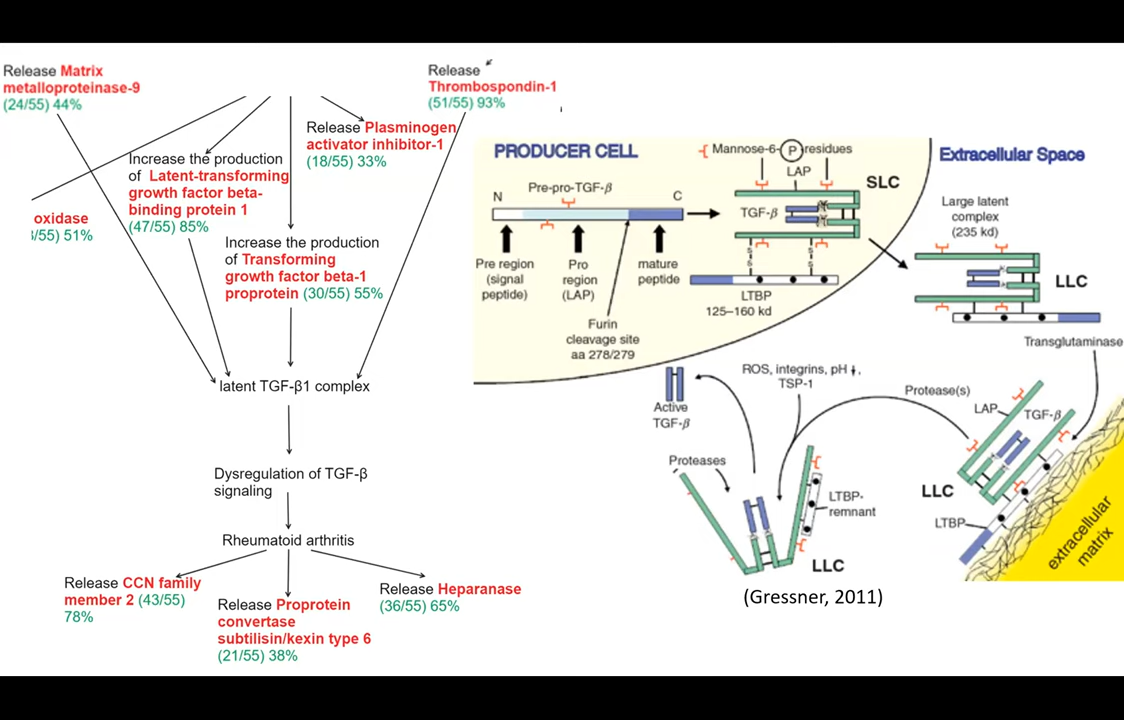 Release Matrix
metalloproteinase-9
(24/55) 44%
Release
Thrombospondin-1
(51/55) 93%
Release Plasminogen
activator inhibitor-1
(18/55) 33%
Increase the production
of Latent-transforming
growth factor beta-
binding protein 1
(47/55) 85%
oxidase
/55) 51%
Increase the production
of Transforming
growth factor beta-1
proprotein (30/55) 55%
latent TGF-β1 complex
Dysregulation of TGF-β
signaling
Rheumatoid arthritis
Release CCN family
member 2 (43/55)
78%
Release Proprotein
convertase
subtilisin/kexin type 6
(21/55) 38%
Release Heparanase
(36/55) 65%
PRODUCER CELL
Mannose-6-P residues
LAP
SLC
Pre-pro-TGF-β
N
C
TGF-β
Pre region
(signal
peptide)
Pro
region
(LAP)
mature
peptide
s
s
s
s
LTBP
125–160 kd
Furin
cleavage site
aa 278/279
Extracellular Space
Large latent
complex
(235 kd)
LLC
Transglutaminase
ROS, integrins, pH ↓,
TSP-1
Protease(s)
Active
TGF-β
Proteases
LTBP-
remnant
LLC
LAP
TGF-β
LLC
LTBP
extracellular
matrix
(Gressner, 2011)